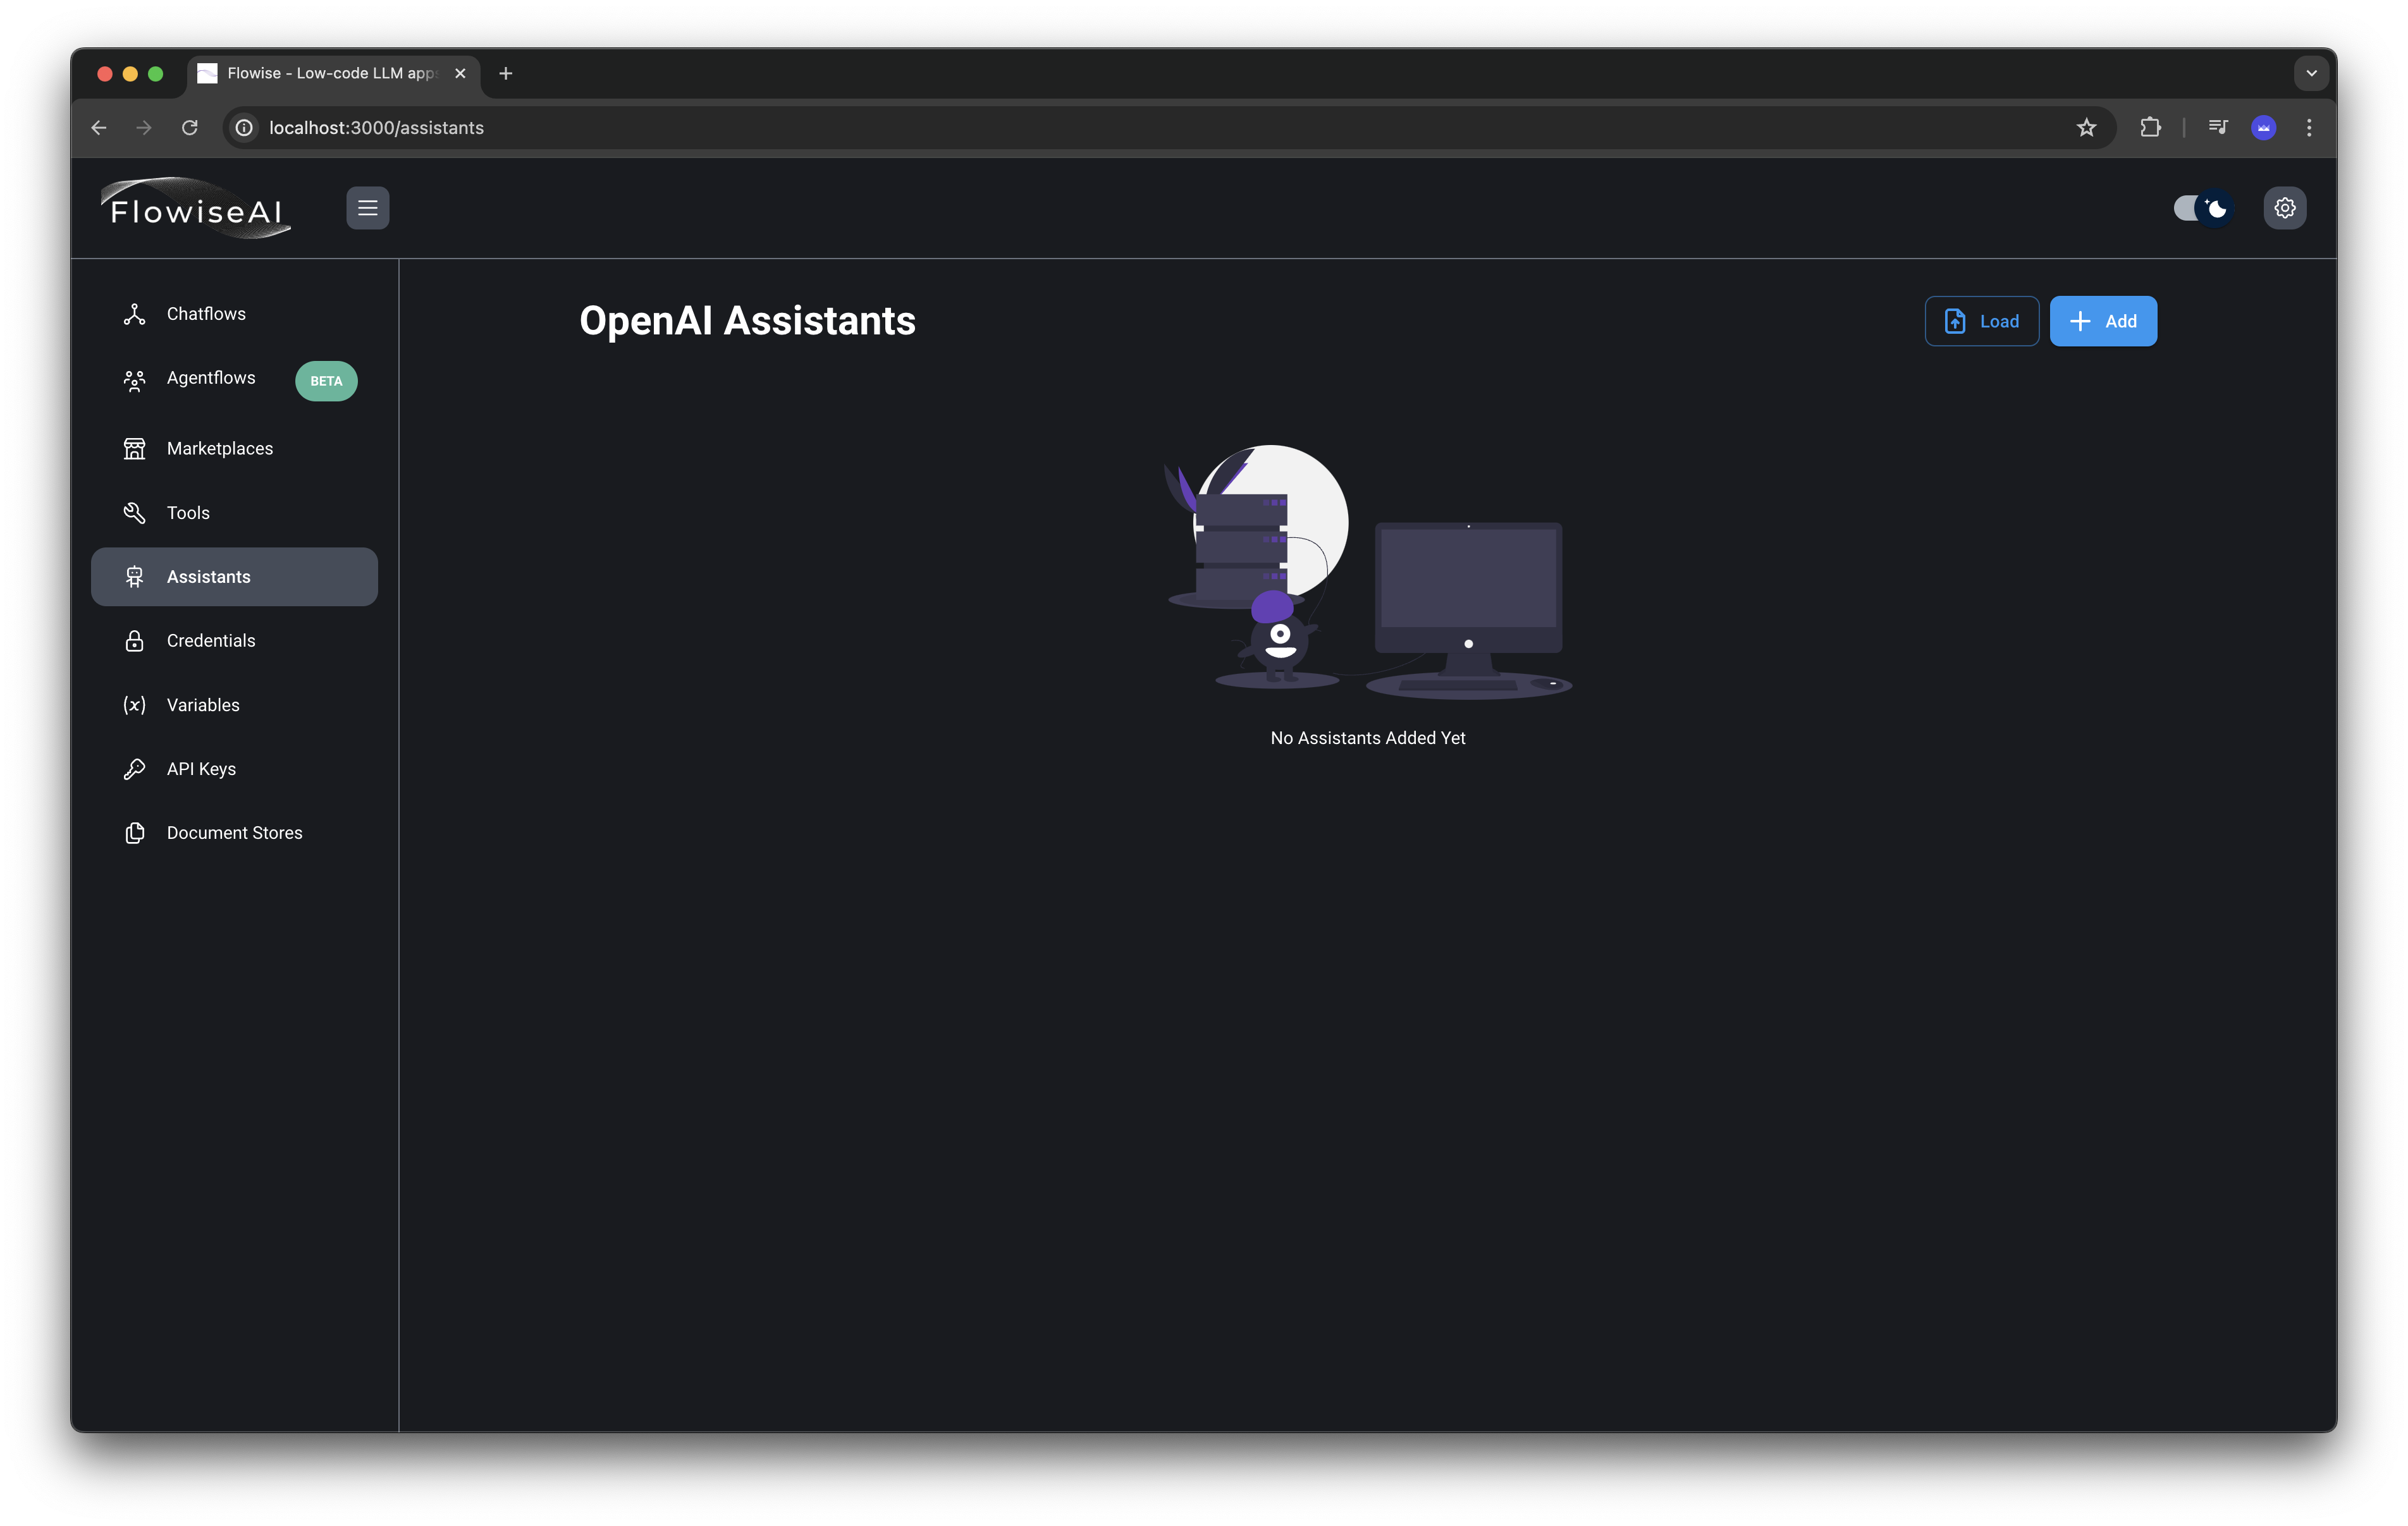 Flowise - Low-code LLM apps
localhost:3000/assistants
FlowiseAI
Chatflows
Agentflows BETA
Marketplaces
Tools
Assistants
Credentials
Variables
API Keys
Document Stores
OpenAI Assistants
Load
Add
No Assistants Added Yet